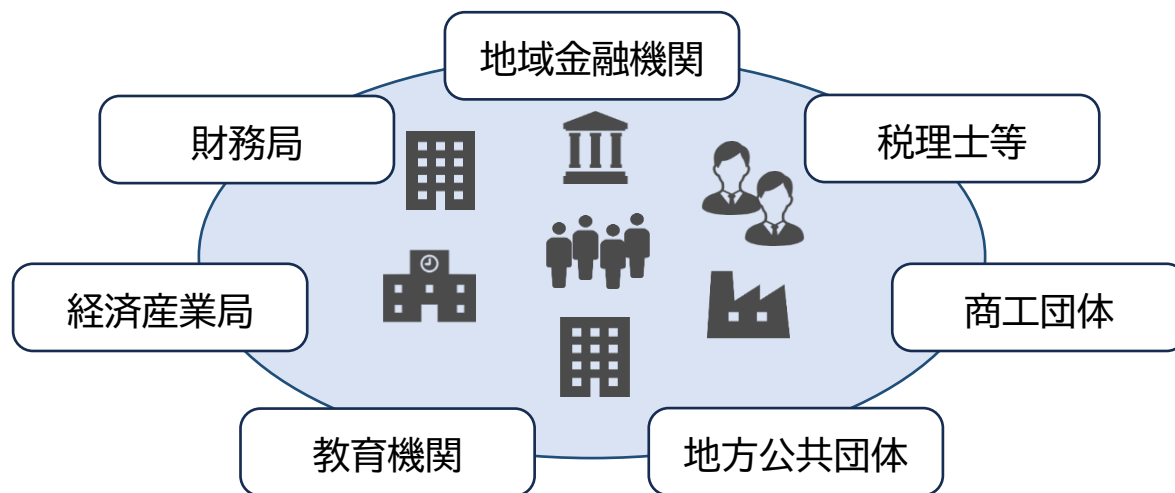 地域金融機関
財務局
税理士等
経済産業局
商工団体
教育機関
地方公共団体